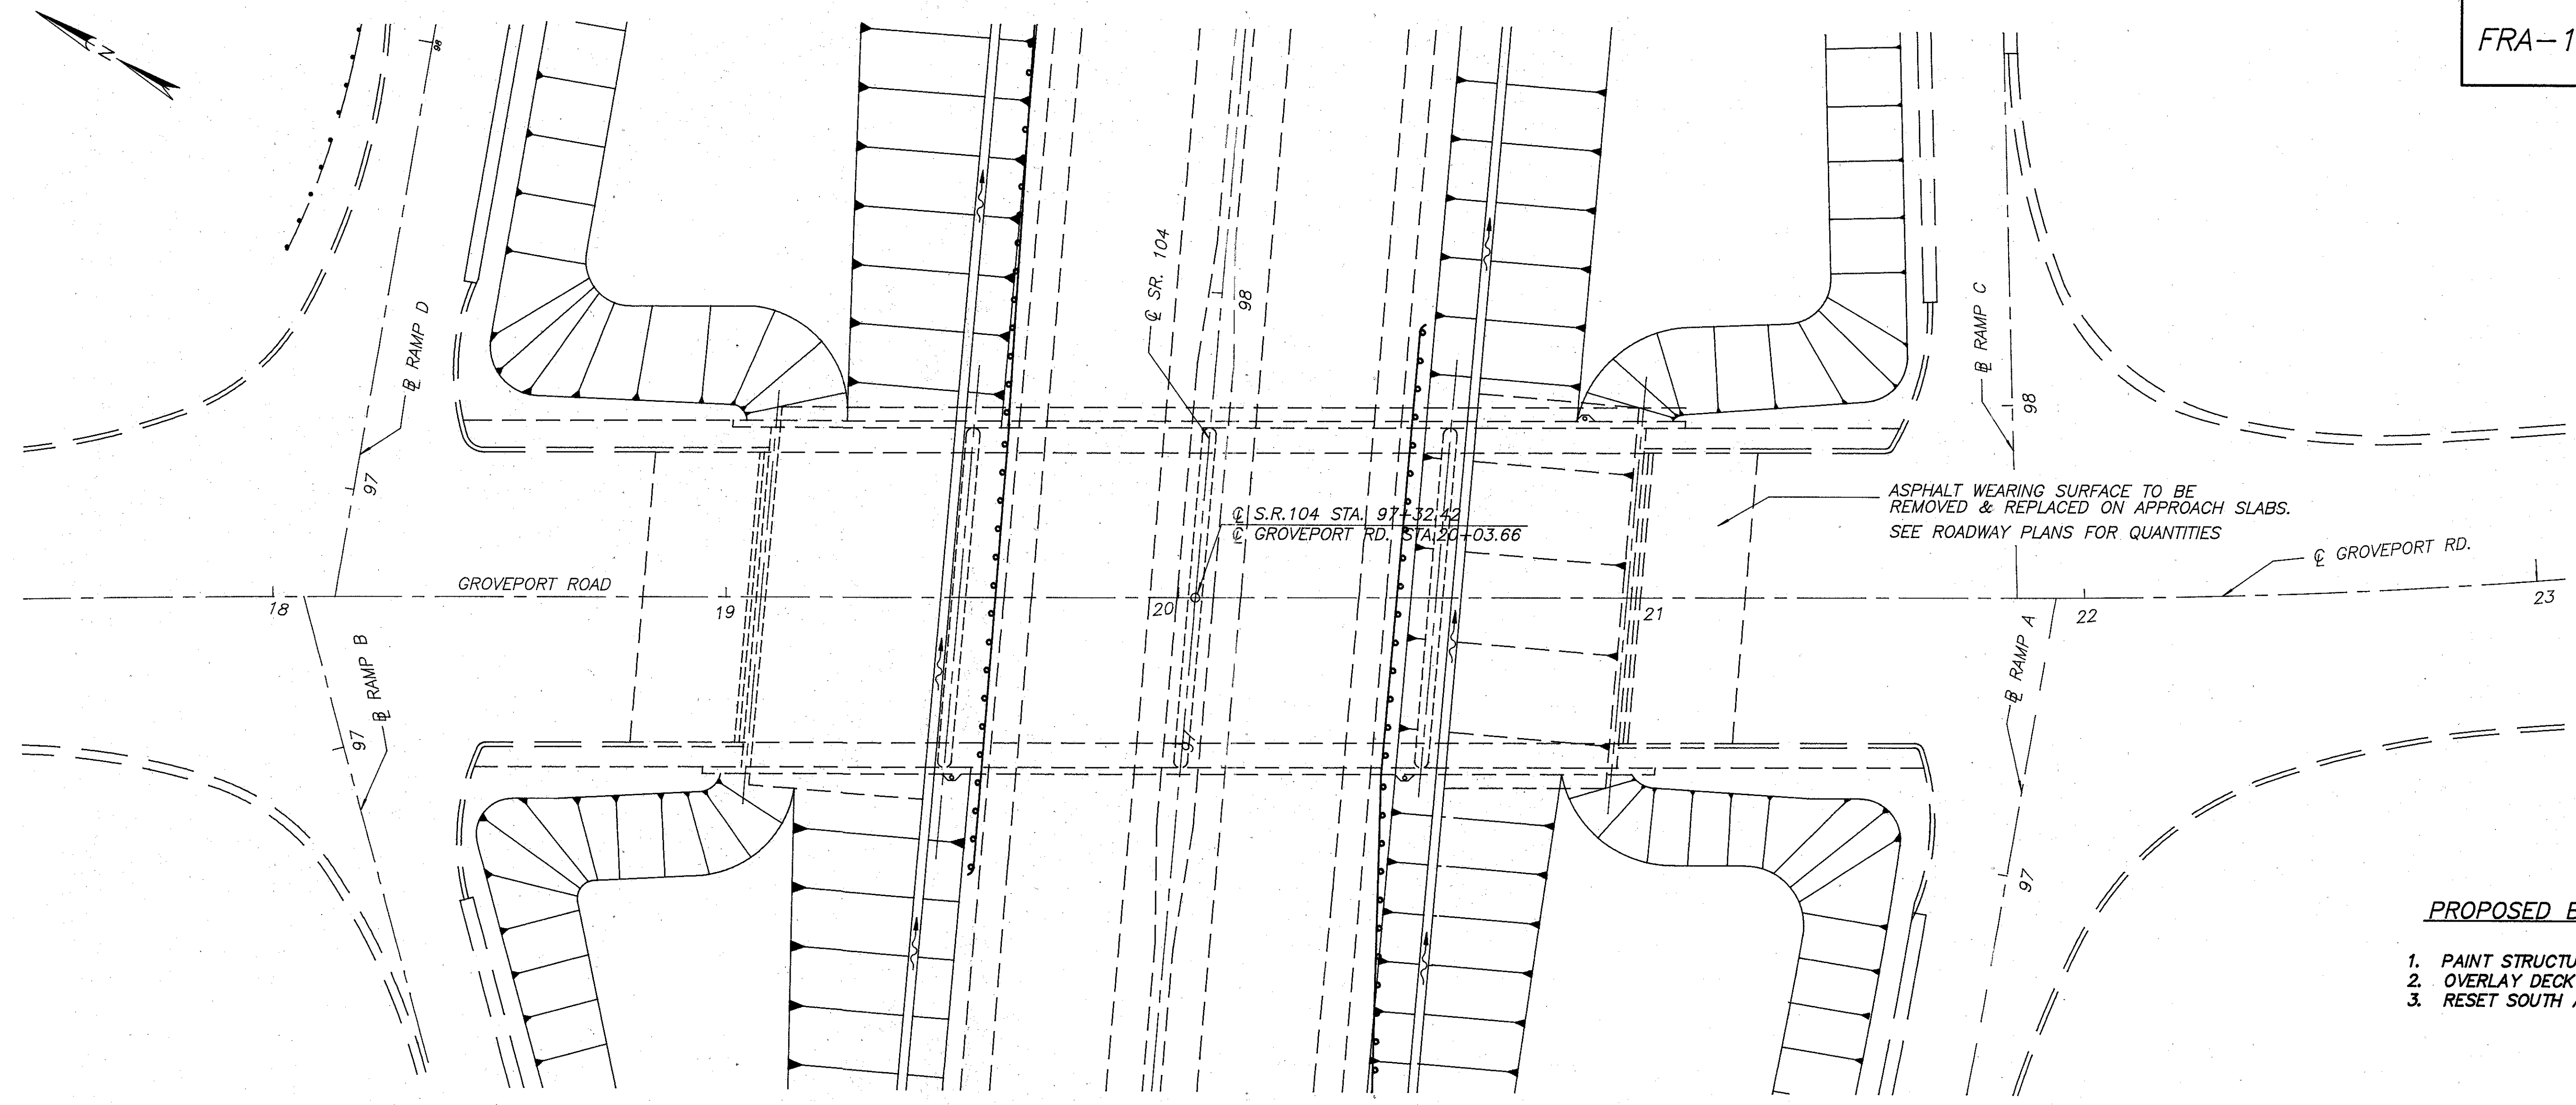 FRA-1
N
98
98
℄ SR. 104
℄ RAMP D
℄ RAMP C
98
97
ASPHALT WEARING SURFACE TO BE
REMOVED & REPLACED ON APPROACH SLABS.
SEE ROADWAY PLANS FOR QUANTITIES
℄ S.R.104 STA. 97+32.42
℄ GROVEPORT RD. STA.20+03.66
℄ GROVEPORT RD.
GROVEPORT ROAD
18
19
20
21
22
23
℄ RAMP B
℄ RAMP A
97
97
97
PROPOSED
1. PAINT STRUCTU
2. OVERLAY DECK
3. RESET SOUTH